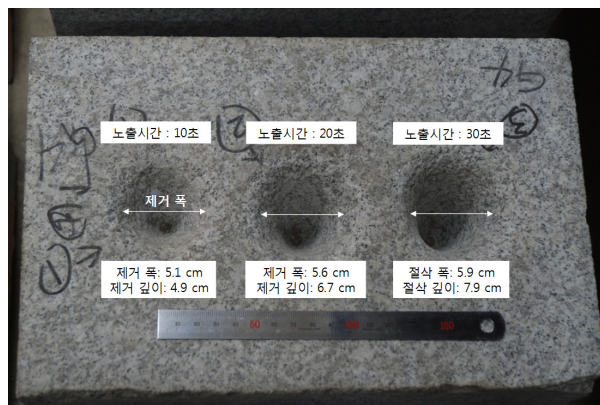 노출시간 : 10초
노출시간 : 20초
노출시간 : 30초
제거 폭
제거 폭: 5.1 cm
제거 깊이: 4.9 cm
제거 폭: 5.6 cm
제거 깊이: 6.7 cm
절삭 폭: 5.9 cm
절삭 깊이: 7.9 cm
50
100
150
①
②
③